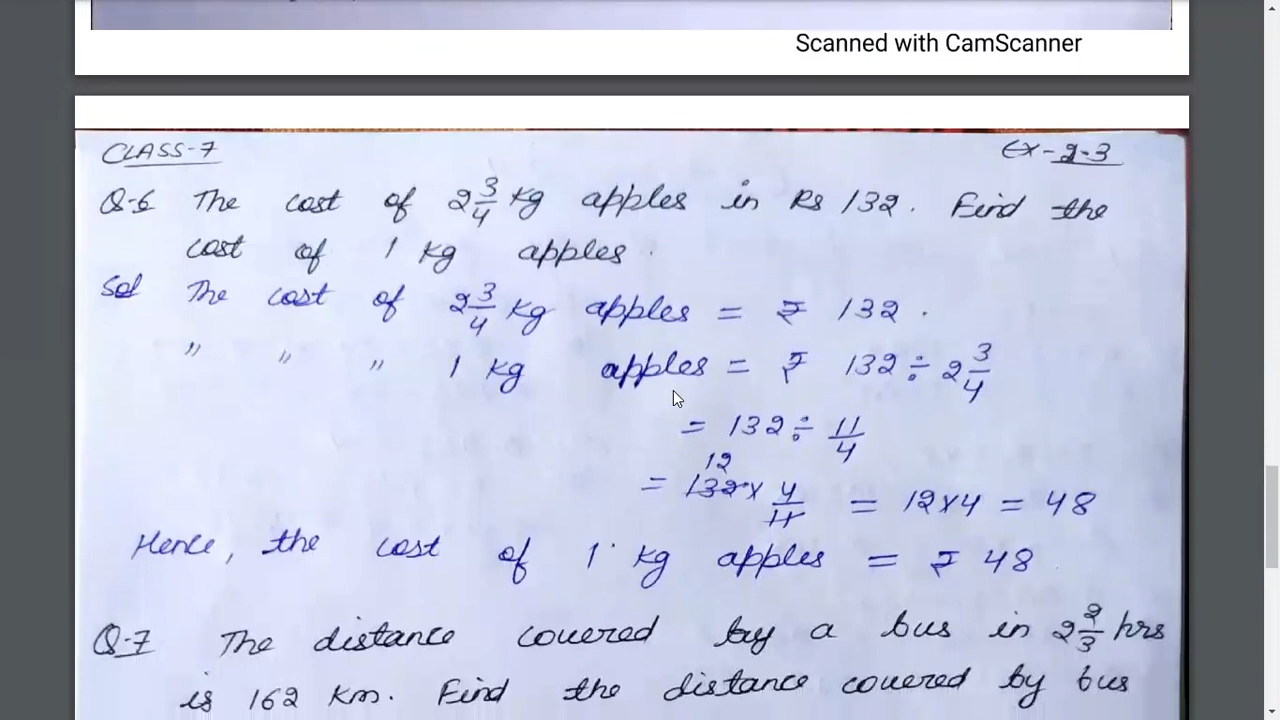 Scanned with CamScanner
CLASS-7 Ex-2.3
Q-6 The cost of 2 3/4 kg apples in Rs 132. Find the
cost of 1 kg apples.
Sol The cost of 2 3/4 kg apples = ₹ 132.
" " " 1 kg apples = ₹ 132 ÷ 2 3/4
= 132 ÷ 11/4
12
= 132 × 4/11 = 12×4 = 48
Hence, the cost of 1 kg apples = ₹ 48
Q-7 The distance covered by a bus in 2 2/3 hrs
is 162 km. Find the distance covered by bus